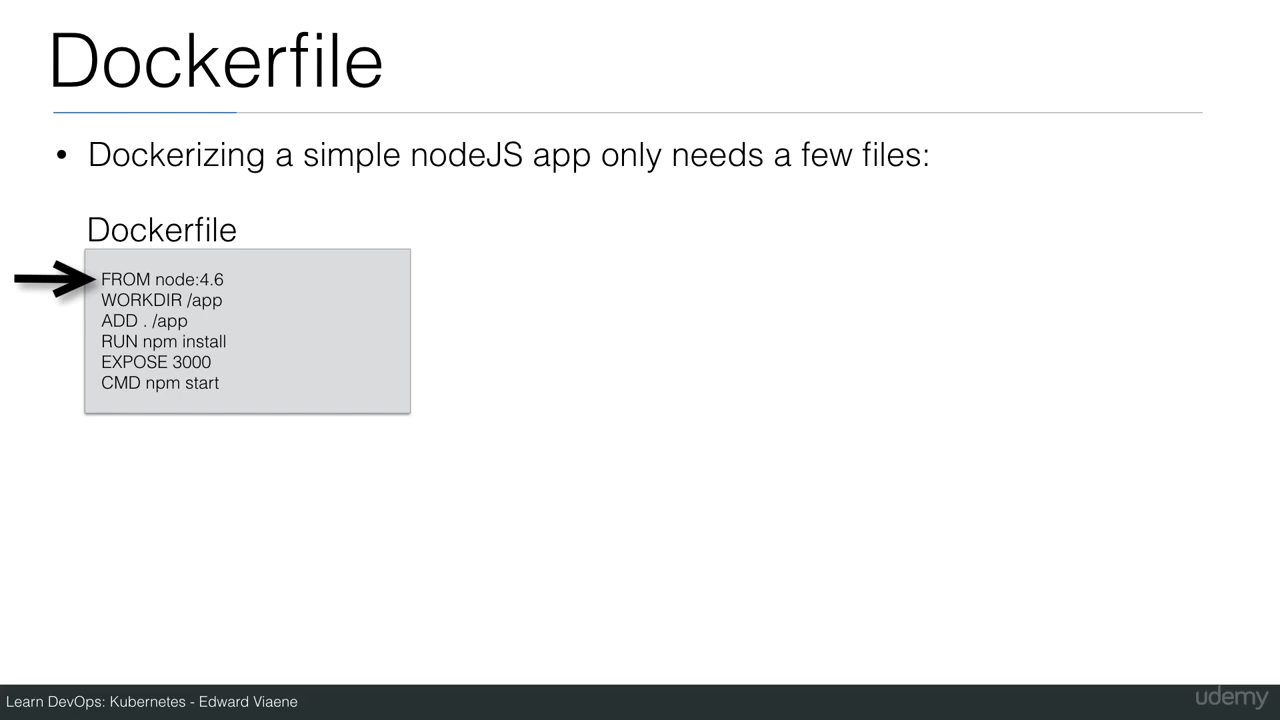 Dockerfile
• Dockerizing a simple nodeJS app only needs a few files:
Dockerfile
FROM node:4.6
WORKDIR /app
ADD . /app
RUN npm install
EXPOSE 3000
CMD npm start
Learn DevOps: Kubernetes - Edward Viaene
udemy